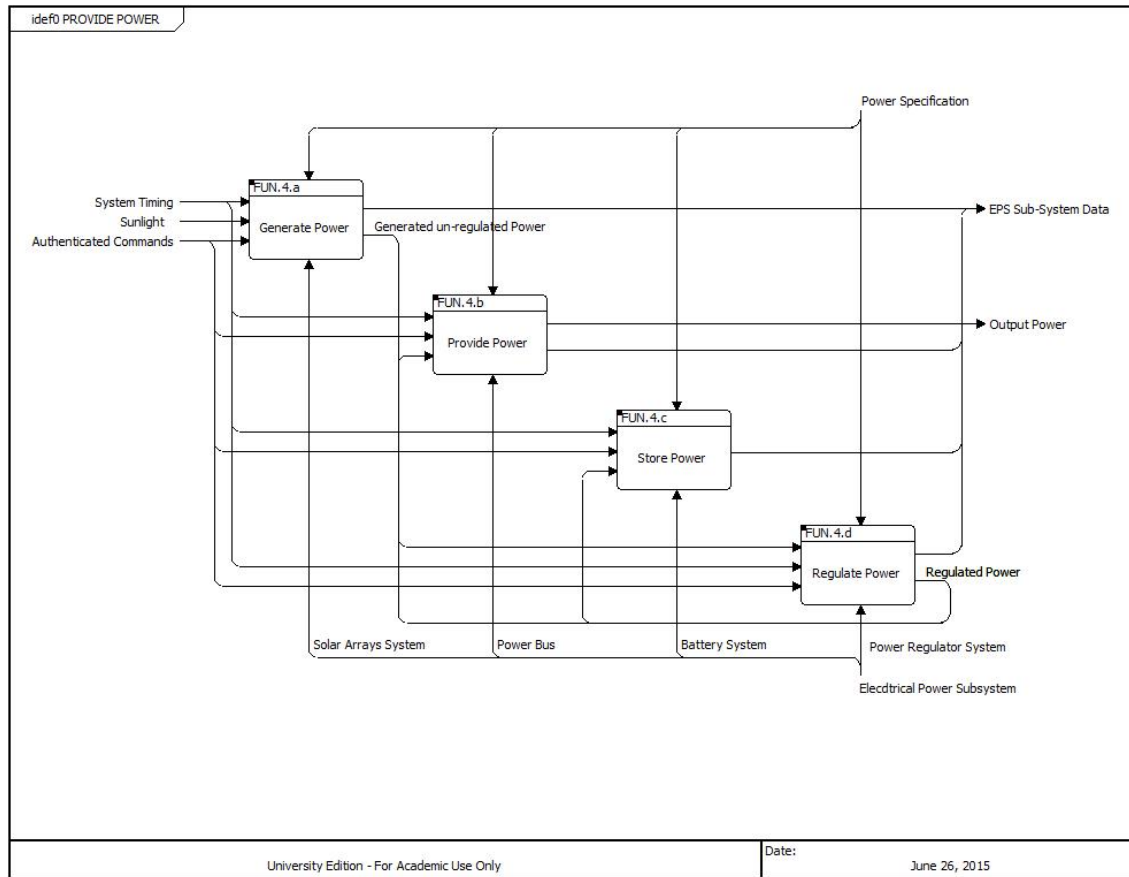 idef0 PROVIDE POWER
Power Specification
FUN.4.a
System Timing
EPS Sub-System Data
Sunlight
Generate Power
Generated un-regulated Power
Authenticated Commands
FUN.4.b
Output Power
Provide Power
FUN.4.c
Store Power
FUN.4.d
Regulate Power
Regulated Power
Solar Arrays System
Power Bus
Battery System
Power Regulator System
Elecdtrical Power Subsystem
University Edition - For Academic Use Only
Date:
June 26, 2015